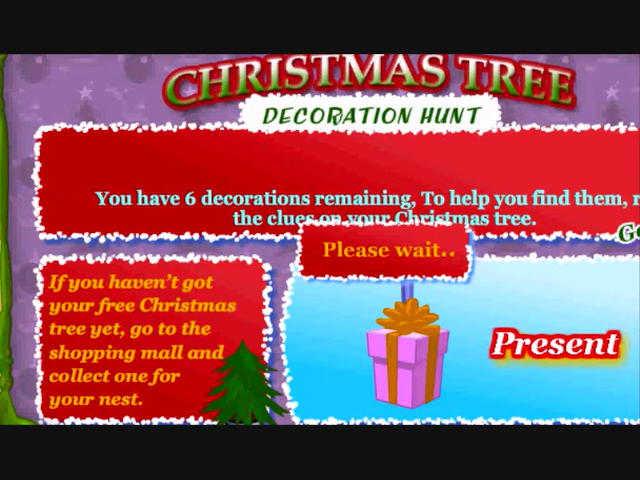 CHRISTMAS TREE
DECORATION HUNT
You have 6 decorations remaining, To help you find them, r
the clues on your Christmas tree.
Please wait..
If you haven't got
your free Christmas
tree yet, go to the
shopping mall and
collect one for
your nest.
Present